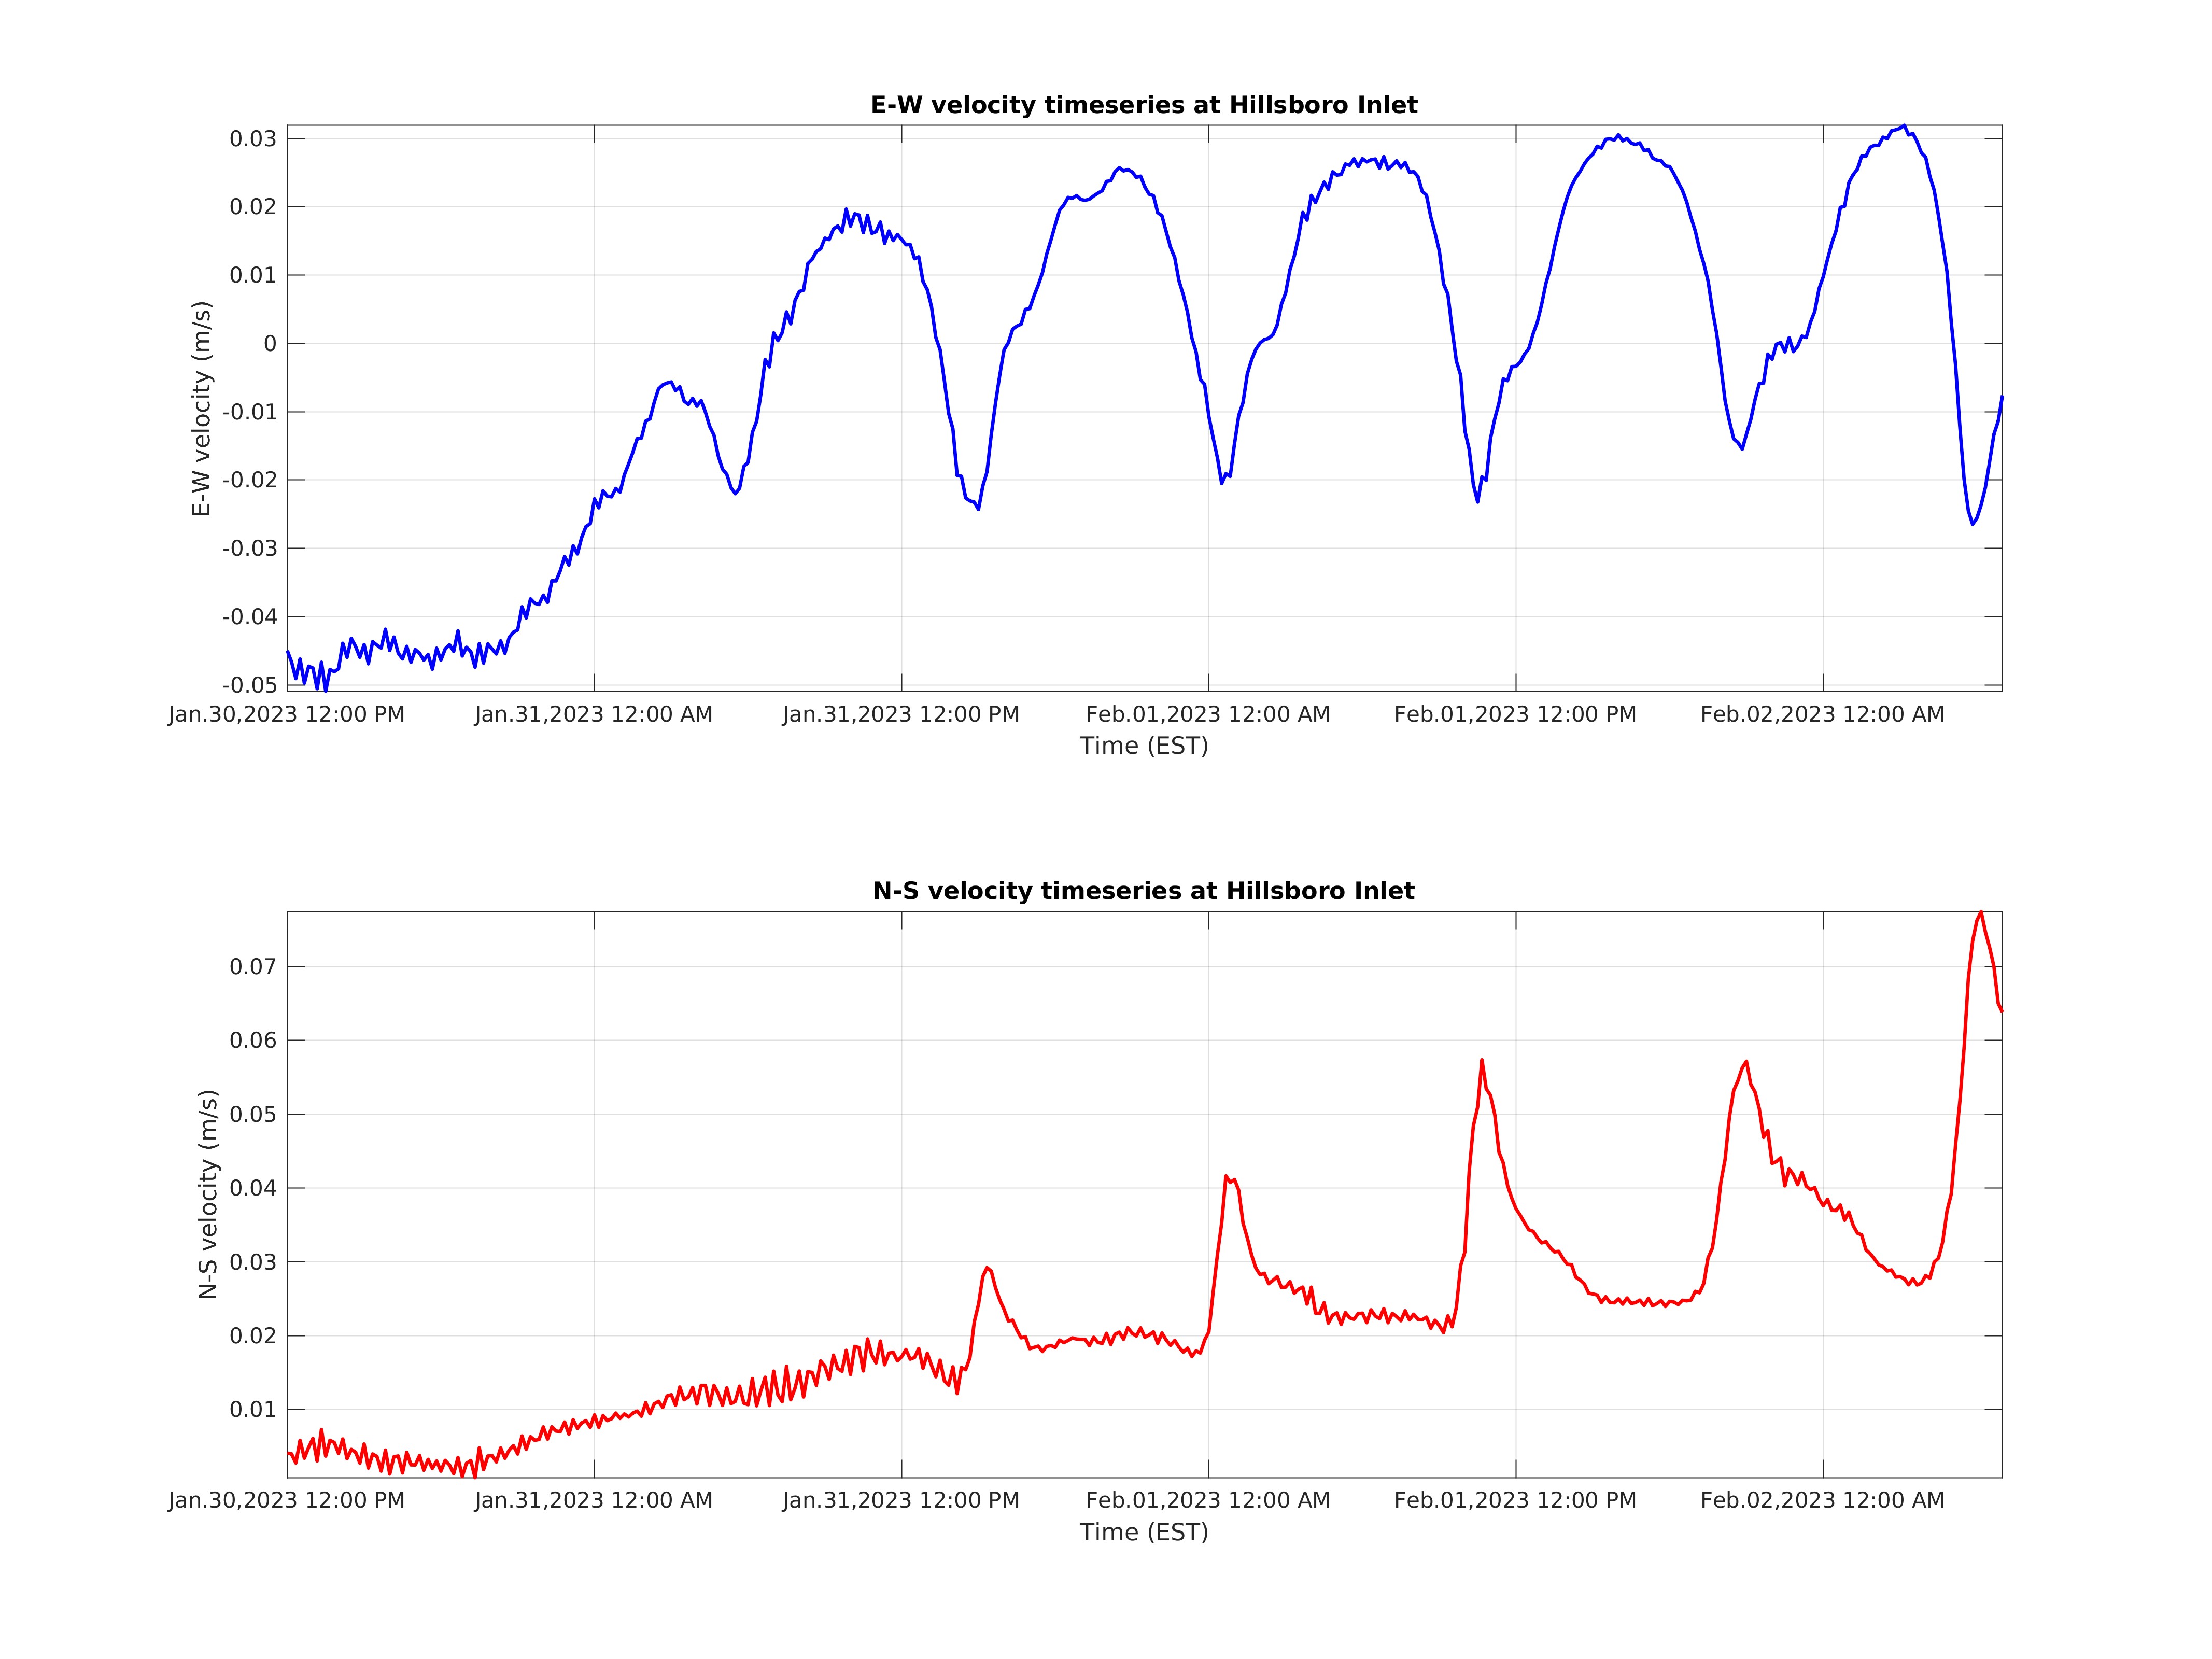 E-W velocity timeseries at Hillsboro Inlet
E-W velocity (m/s)
0.03
0.02
0.01
0
-0.01
-0.02
-0.03
-0.04
-0.05
Jan.30,2023 12:00 PM Jan.31,2023 12:00 AM Jan.31,2023 12:00 PM Feb.01,2023 12:00 AM Feb.01,2023 12:00 PM Feb.02,2023 12:00 AM
Time (EST)
N-S velocity timeseries at Hillsboro Inlet
N-S velocity (m/s)
0.07
0.06
0.05
0.04
0.03
0.02
0.01
Jan.30,2023 12:00 PM Jan.31,2023 12:00 AM Jan.31,2023 12:00 PM Feb.01,2023 12:00 AM Feb.01,2023 12:00 PM Feb.02,2023 12:00 AM
Time (EST)